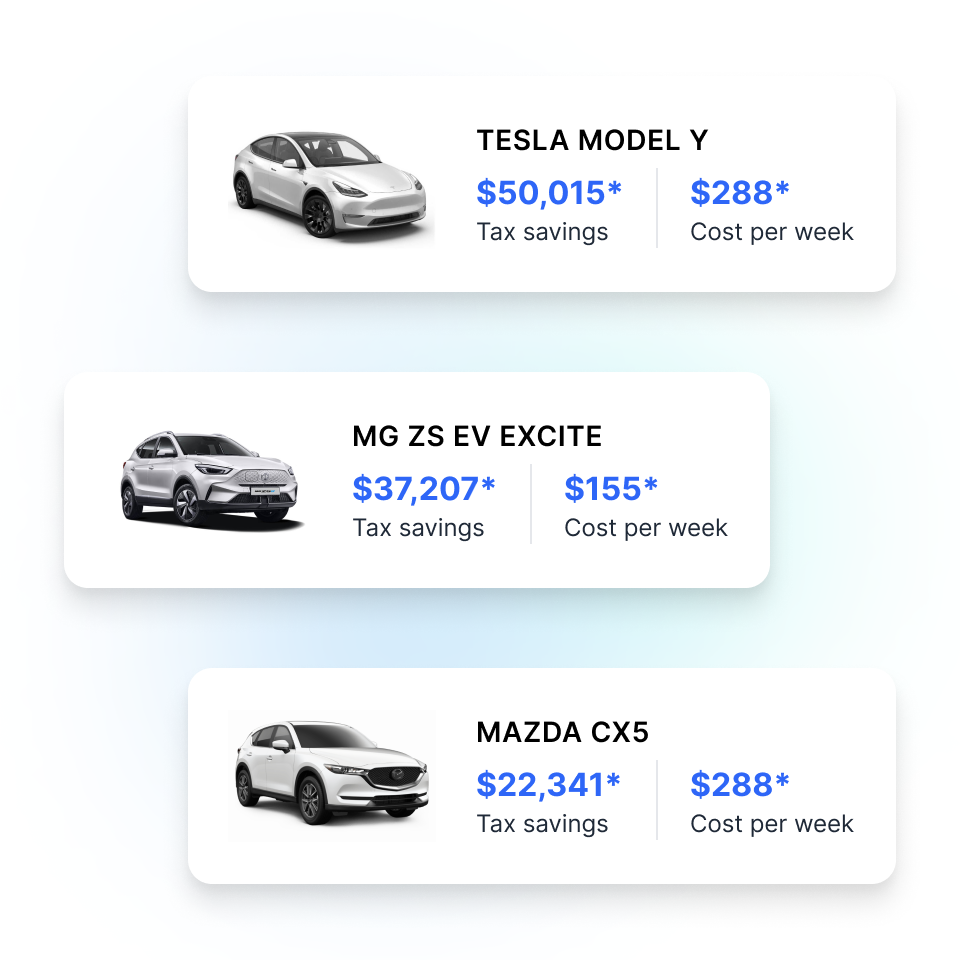 TESLA MODEL Y
$50,015* $288*
Tax savings Cost per week
MG ZS EV EXCITE
$37,207* $155*
Tax savings Cost per week
MAZDA CX5
$22,341* $288*
Tax savings Cost per week